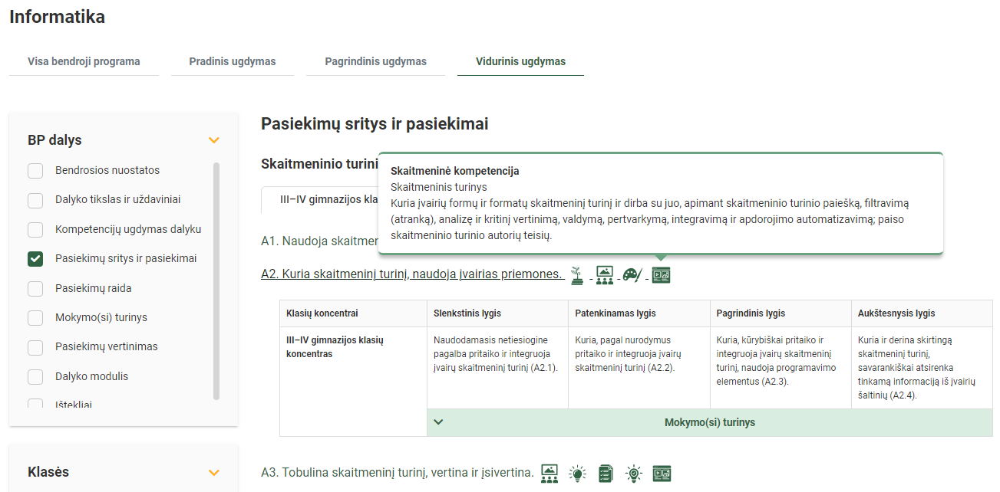 Informatika
Visa bendroji programa
Pradinis ugdymas
Pagrindinis ugdymas
Vidurinis ugdymas
BP dalys
Bendrosios nuostatos
Dalyko tikslas ir uždaviniai
Kompetencijų ugdymas dalyku
Pasiekimų sritys ir pasiekimai
Pasiekimų raida
Mokymo(si) turinys
Pasiekimų vertinimas
Dalyko modulis
Ištekliai
Klasės
Pasiekimų sritys ir pasiekimai
Skaitmeninio turini
III–IV gimnazijos kla
Skaitmeninė kompetencija
Skaitmeninis turinys
Kuria įvairių formų ir formatų skaitmeninį turinį ir dirba su juo, apimant skaitmeninio turinio paiešką, filtravimą
(atranką), analizę ir kritinį vertinimą, valdymą, pertvarkymą, integravimą ir apdorojimo automatizavimą; paiso
skaitmeninio turinio autorių teisių.
A1. Naudoja skaitmer
A2. Kuria skaitmeninį turinį, naudoja įvairias priemones.
Klasių koncentrai
Slenkstinis lygis
Patenkinamas lygis
Pagrindinis lygis
Aukštesnysis lygis
III–IV gimnazijos klasių
koncentras
Naudodamasis netiesiogine
pagalba pritaiko ir integruoja
įvairų skaitmeninį turinį (A2.1).
Kuria, pagal nurodymus
pritaiko ir integruoja įvairų
skaitmeninį turinį (A2.2).
Kuria, kūrybiškai pritaiko ir
integruoja įvairų skaitmeninį
turinį, naudoja programavimo
elementus (A2.3).
Kuria ir derina skirtingą
skaitmeninį turinį,
savarankiškai atsirenka
tinkamą informaciją iš įvairių
šaltinių (A2.4).
Mokymo(si) turinys
A3. Tobulina skaitmeninį turinį, vertina ir įsivertina.